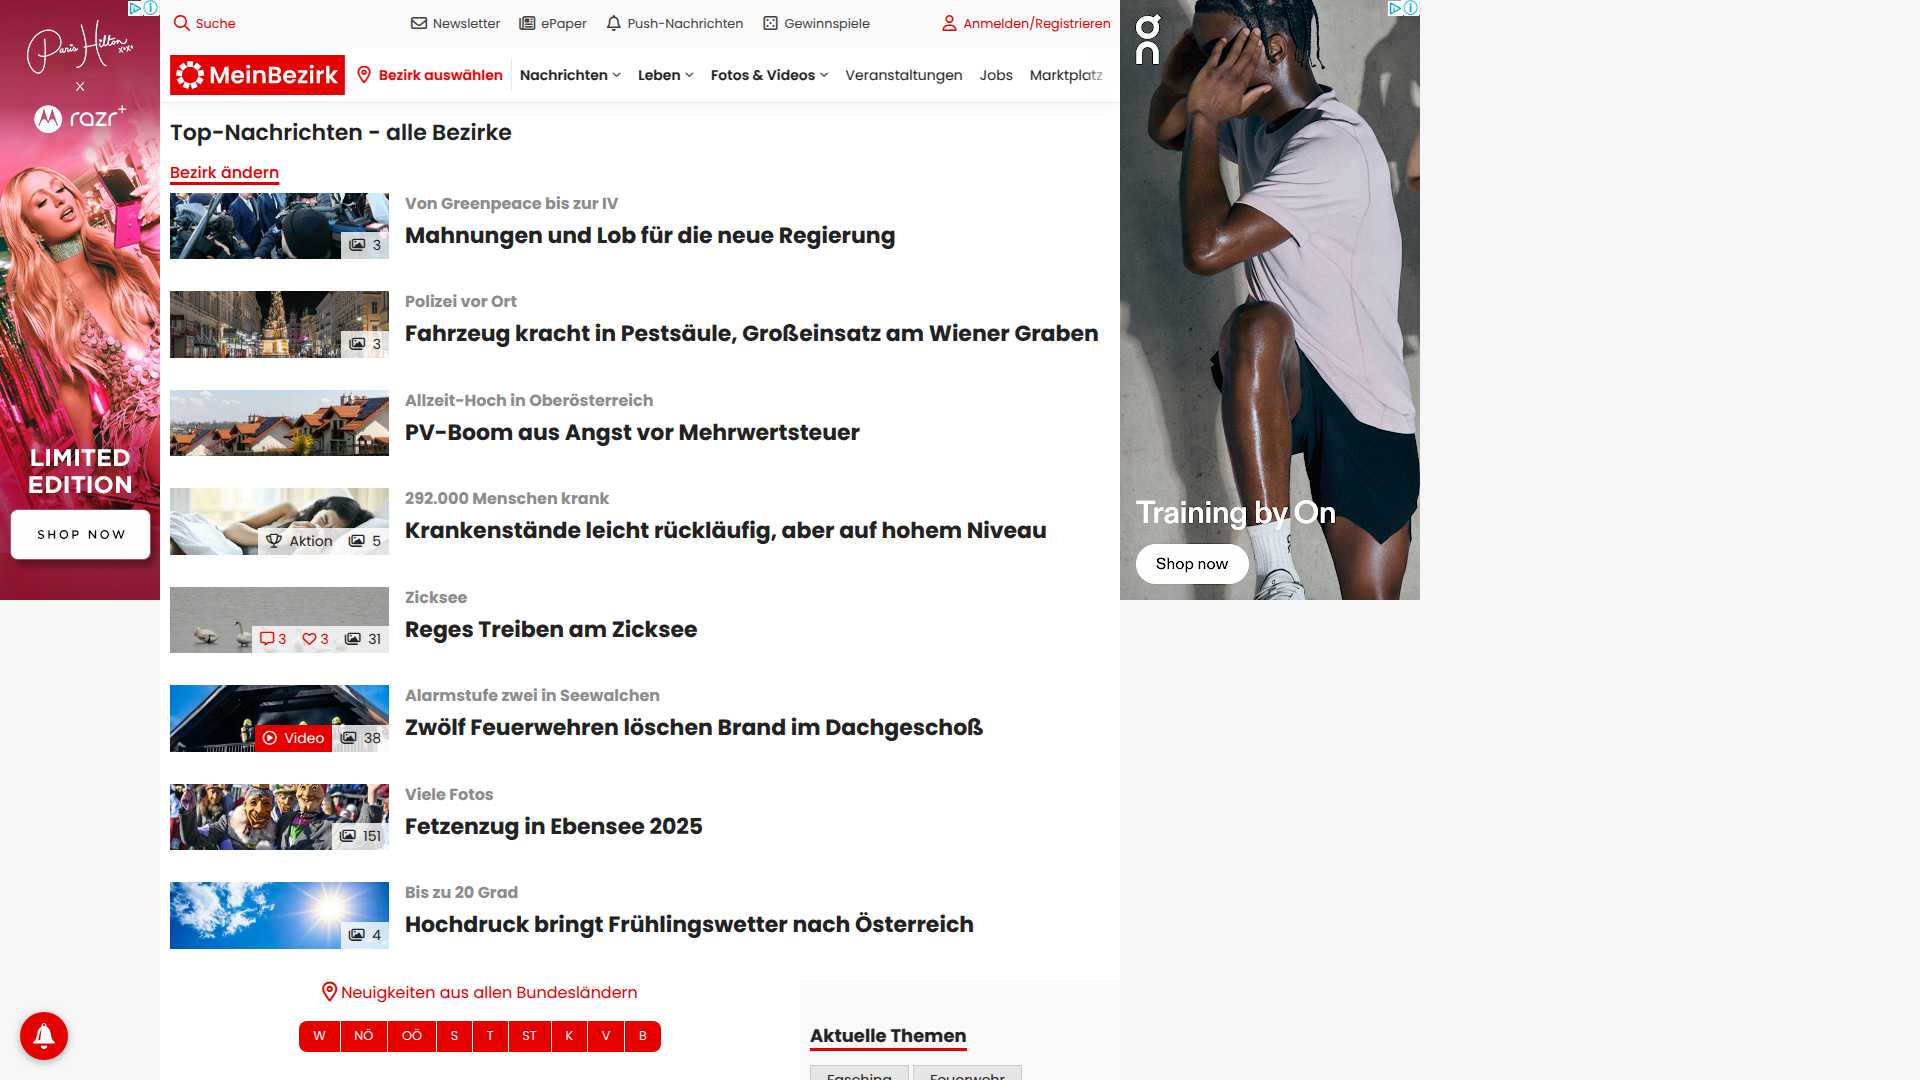 Suche
Newsletter
ePaper
Push-Nachrichten
Gewinnspiele
Anmelden/Registrieren
MeinBezirk
Bezirk auswählen
Nachrichten
Leben
Fotos & Videos
Veranstaltungen
Jobs
Marktplatz
Paris Hilton
xoxo
X
razr+
LIMITED
EDITION
SHOP NOW
Top-Nachrichten - alle Bezirke
Bezirk ändern
Von Greenpeace bis zur IV
Mahnungen und Lob für die neue Regierung
3
Polizei vor Ort
Fahrzeug kracht in Pestsäule, Großeinsatz am Wiener Graben
3
Allzeit-Hoch in Oberösterreich
PV-Boom aus Angst vor Mehrwertsteuer
292.000 Menschen krank
Krankenstände leicht rückläufig, aber auf hohem Niveau
Aktion 5
Zicksee
Reges Treiben am Zicksee
3 3 31
Alarmstufe zwei in Seewalchen
Zwölf Feuerwehren löschen Brand im Dachgeschoß
Video 38
Viele Fotos
Fetzenzug in Ebensee 2025
151
Bis zu 20 Grad
Hochdruck bringt Frühlingswetter nach Österreich
4
Neuigkeiten aus allen Bundesländern
W NÖ OÖ S T ST K V B
Aktuelle Themen
Fasching
Feuerwehr
On
Training by On
Shop now